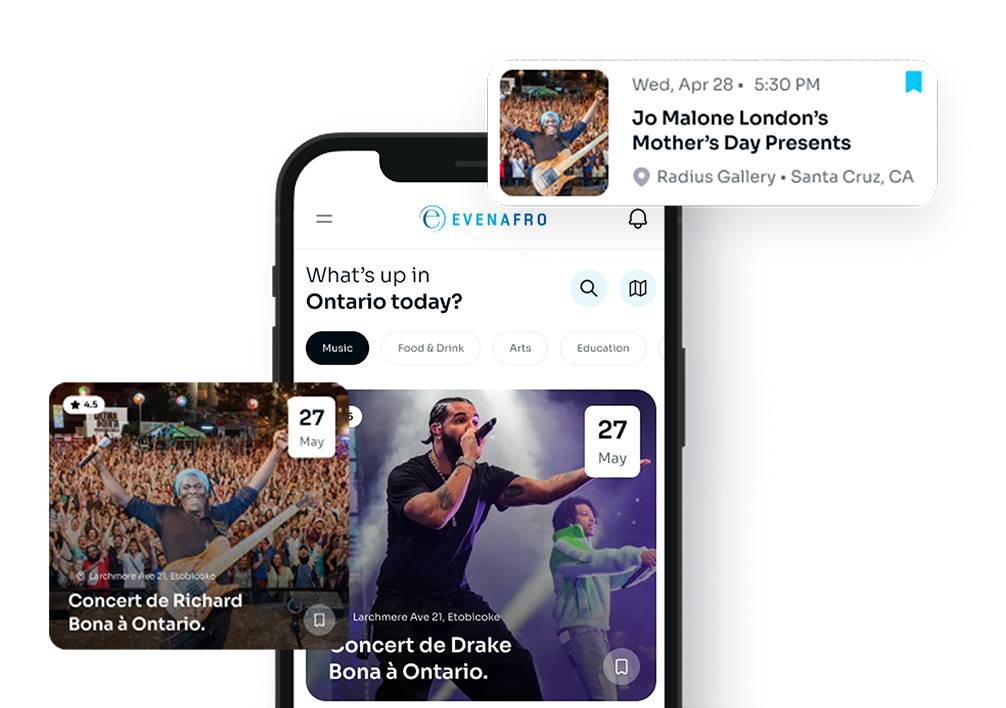 Wed, Apr 28 • 5:30 PM
Jo Malone London’s
Mother’s Day Presents
Radius Gallery • Santa Cruz, CA
EVENAFRO
What’s up in
Ontario today?
Music
Food & Drink
Arts
Education
4.5
27
May
Larchmere Ave 21, Etobicoke
Concert de Richard
Bona à Ontario.
5
27
May
Larchmere Ave 21, Etobicoke
Concert de Drake
Bona à Ontario.